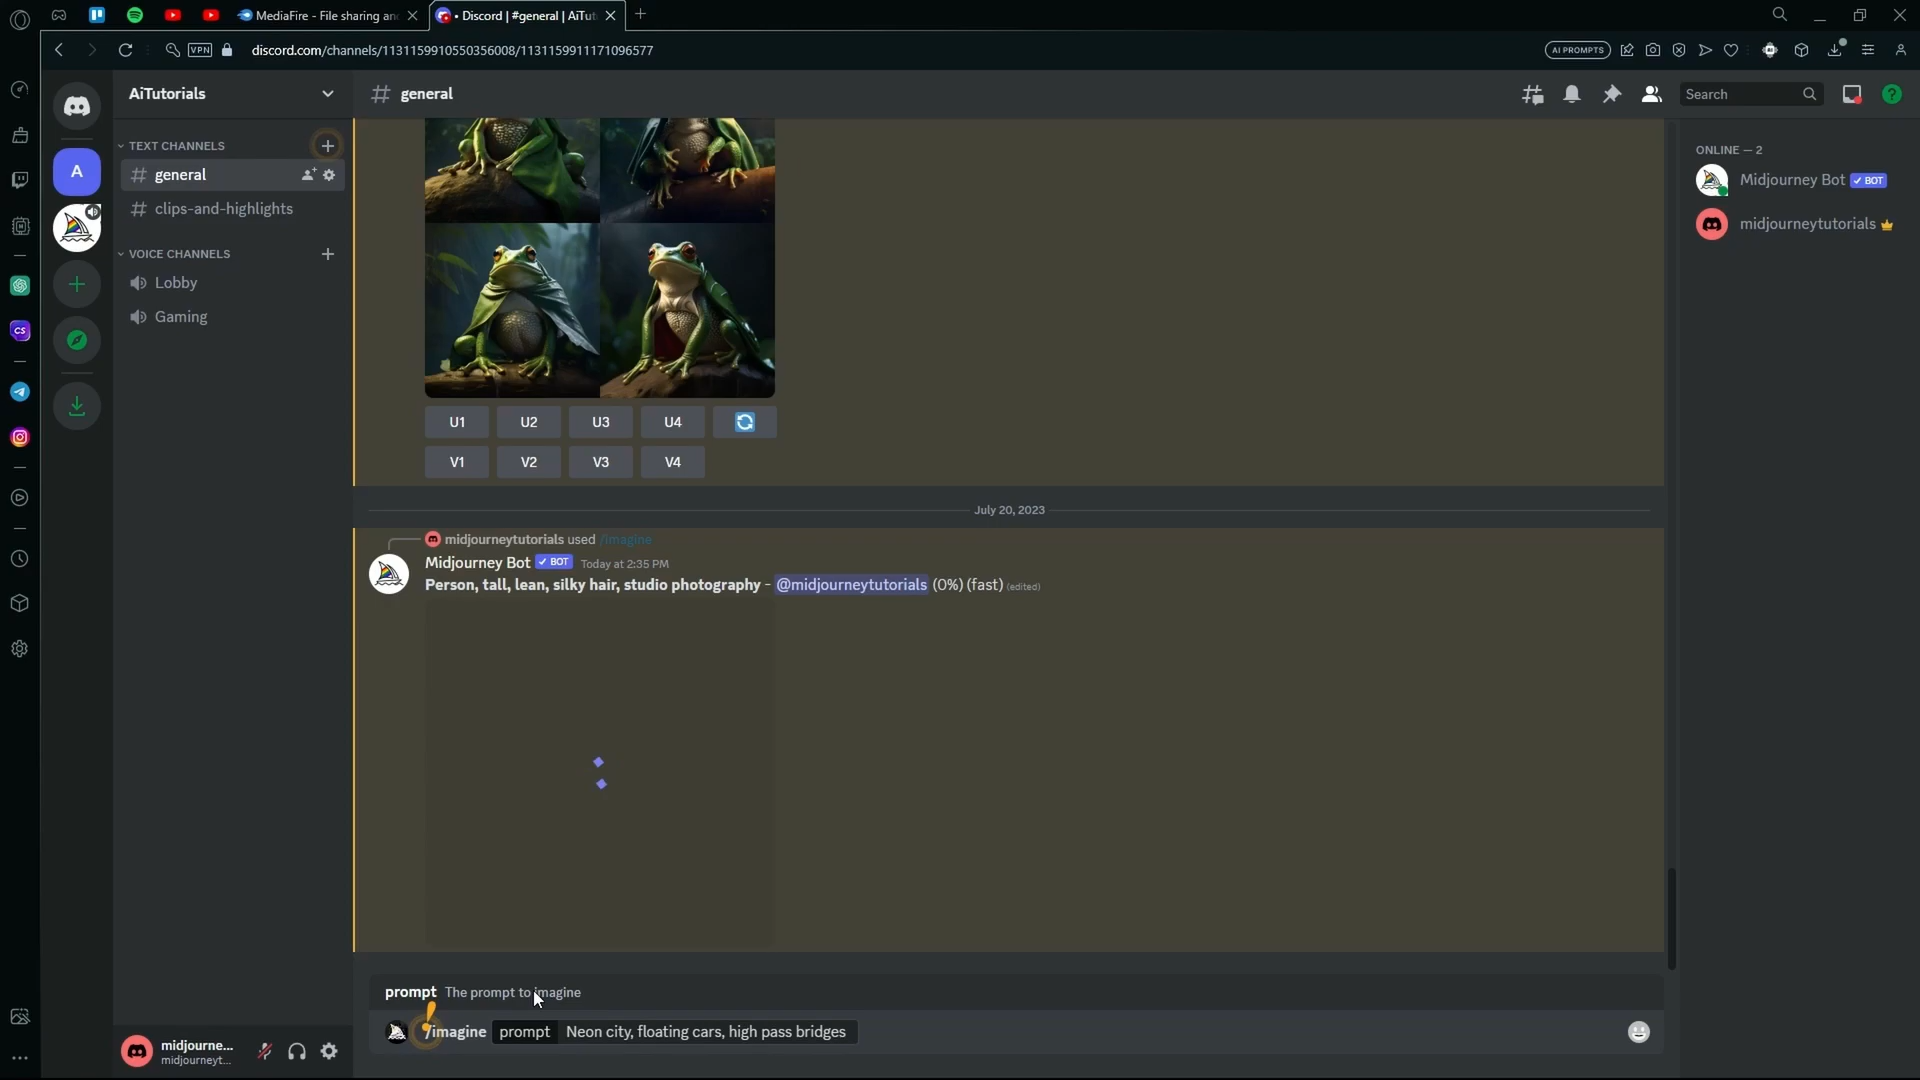 MediaFire - File sharing an
• Discord | #general | AiTut
VPN
discord.com/channels/1131159910550356008/1131159911171096577
AI PROMPTS
AiTutorials
general
Search
TEXT CHANNELS
A
general
clips-and-highlights
VOICE CHANNELS
Lobby
Gaming
CS
ONLINE — 2
Midjourney Bot ✓ BOT
midjourneytutorials
U1 U2 U3 U4
V1 V2 V3 V4
July 20, 2023
midjourneytutorials used /imagine
Midjourney Bot ✓ BOT Today at 2:35 PM
Person, tall, lean, silky hair, studio photography - @midjourneytutorials (0%) (fast) (edited)
prompt The prompt to imagine
/imagine prompt Neon city, floating cars, high pass bridges
midjourne...
midjourneyt...